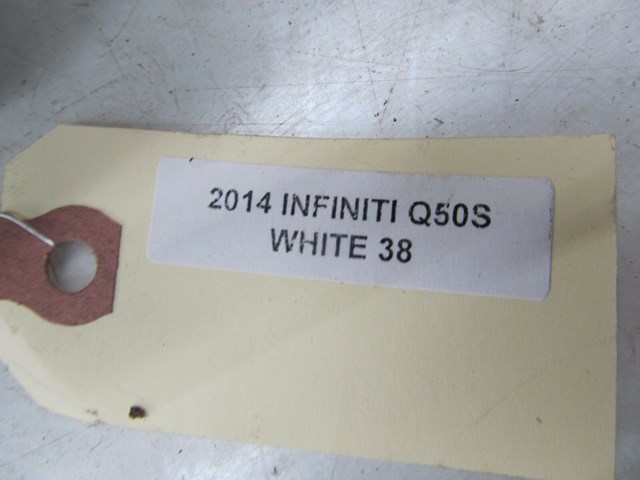 2014 INFINITI Q50S
WHITE 38